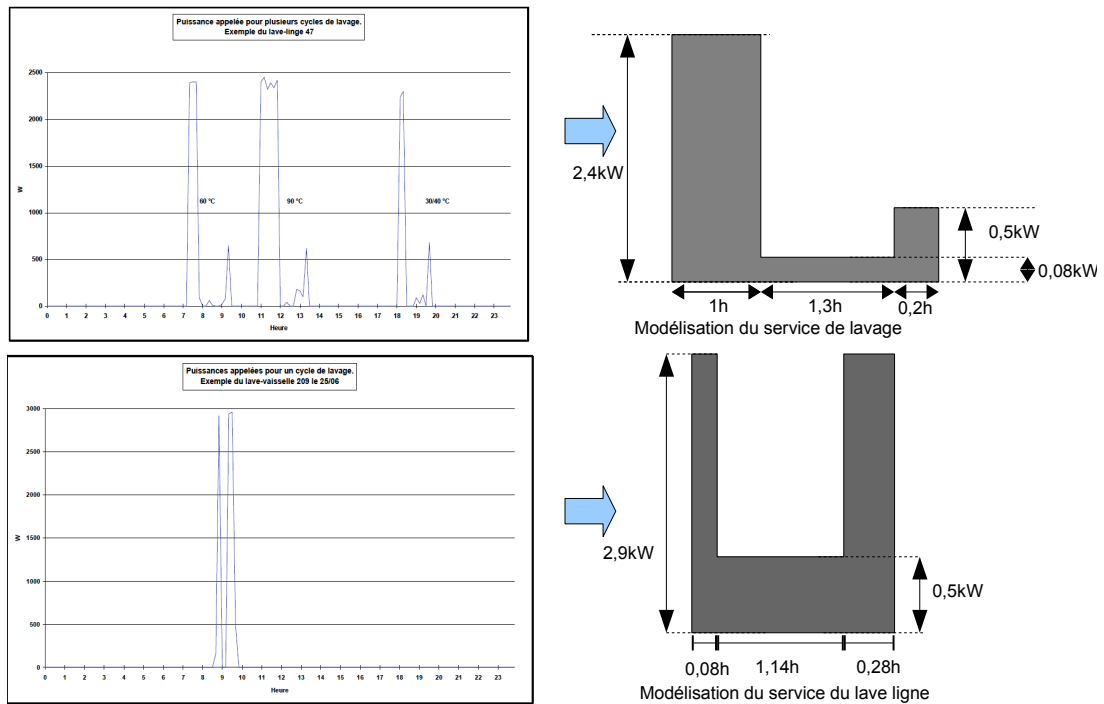 Puissance appelée pour plusieurs cycles de lavage.
Exemple du lave-linge 47
2500
2000
1500
1000
500
0
W
60 °C
90 °C
30/40 °C
0 1 2 3 4 5 6 7 8 9 10 11 12 13 14 15 16 17 18 19 20 21 22 23
Heure
2,4kW
0,5kW
0,08kW
1h
1,3h
0,2h
Modélisation du service de lavage
Puissances appelées pour un cycle de lavage.
Exemple du lave-vaisselle 209 le 25/06
3000
2500
2000
1500
1000
500
0
W
0 1 2 3 4 5 6 7 8 9 10 11 12 13 14 15 16 17 18 19 20 21 22 23
Heure
2,9kW
0,5kW
0,08h
1,14h
0,28h
Modélisation du service du lave ligne